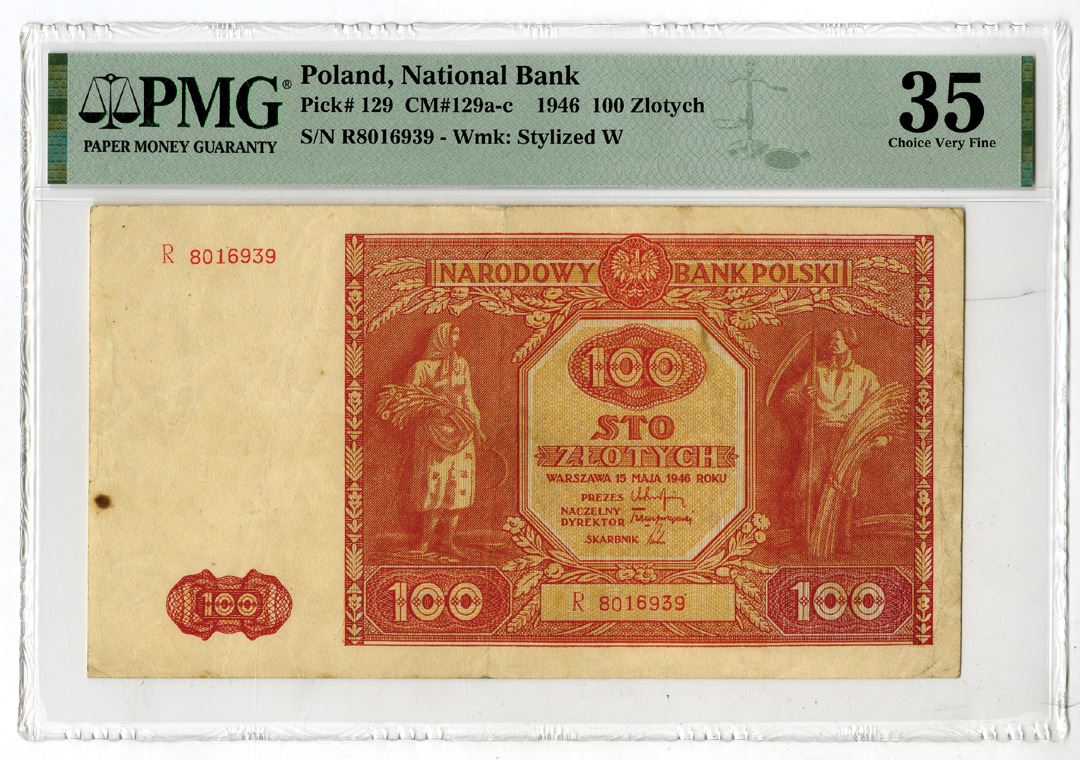 PMG®
PAPER MONEY GUARANTY
Poland, National Bank
Pick# 129 CM#129a-c 1946 100 Zlotych
S/N R8016939 - Wmk: Stylized W
35
Choice Very Fine
R 8016939
NARODOWY BANK POLSKI
100
STO
ZŁOTYCH
WARSZAWA 15 MAJA 1946 ROKU
PREZES
NACZELNY
DYREKTOR
SKARBNIK
100
100
R 8016939
100